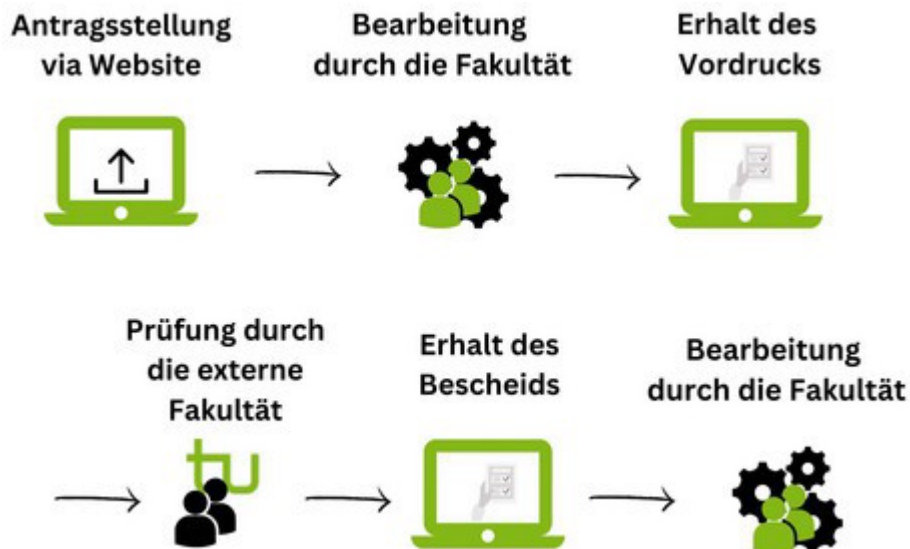 Antragsstellung
via Website
Bearbeitung
durch die Fakultät
Erhalt des
Vordrucks
Prüfung durch
die externe
Fakultät
tu
Erhalt des
Bescheids
Bearbeitung
durch die Fakultät